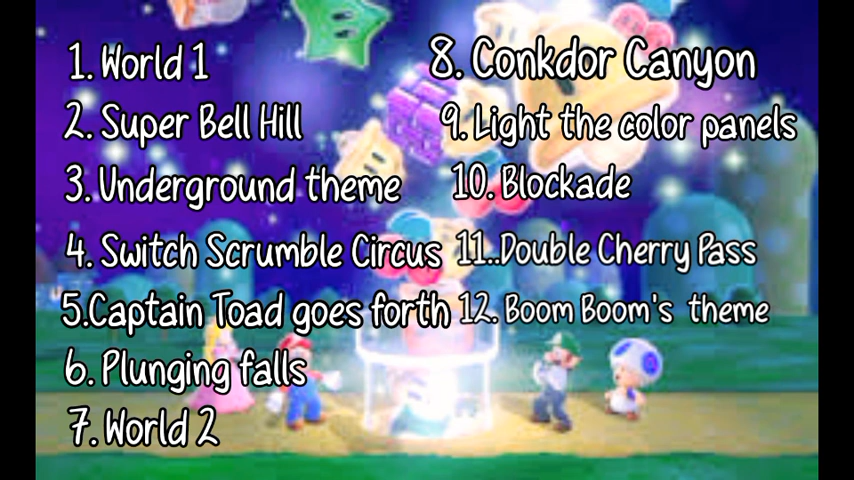 1. World 1
2. Super Bell Hill
3. Underground theme
4. Switch Scrumble Circus
5.Captain Toad goes forth
6. Plunging falls
7. World 2
8. Conkdor Canyon
9. Light the color panels
10. Blockade
11..Double Cherry Pass
12. Boom Boom's theme